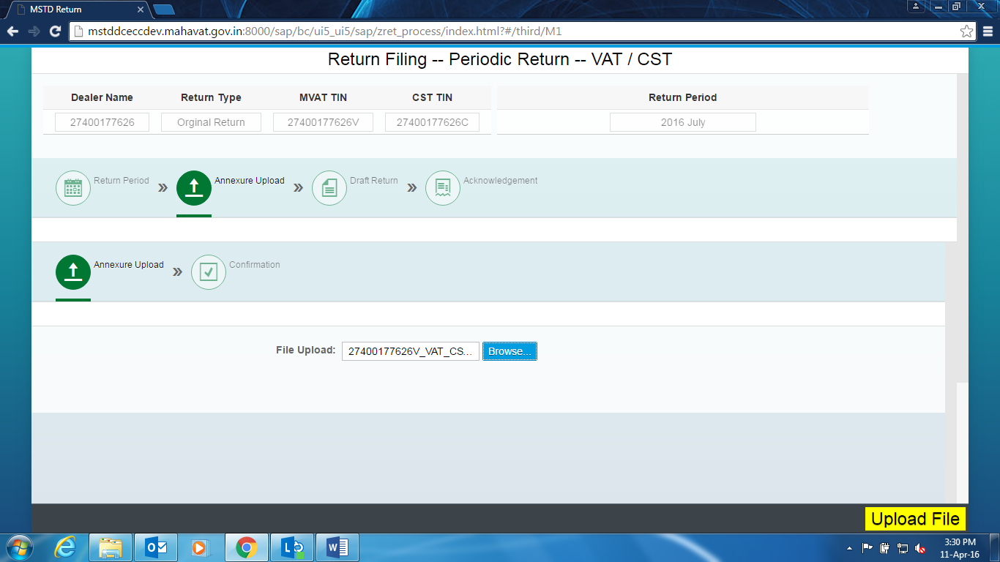 MSTD Return
mstddceccdev.mahavat.gov.in:8000/sap/bc/ui5_ui5/sap/zret_process/index.html?#/third/M1
Return Filing -- Periodic Return -- VAT / CST
Dealer Name Return Type MVAT TIN CST TIN Return Period
27400177626 Orginal Return 27400177626V 27400177626C 2016 July
Return Period » Annexure Upload » Draft Return » Acknowledgement
Annexure Upload » Confirmation
File Upload: 27400177626V_VAT_CS... Browse...
Upload File
3:30 PM
11-Apr-16